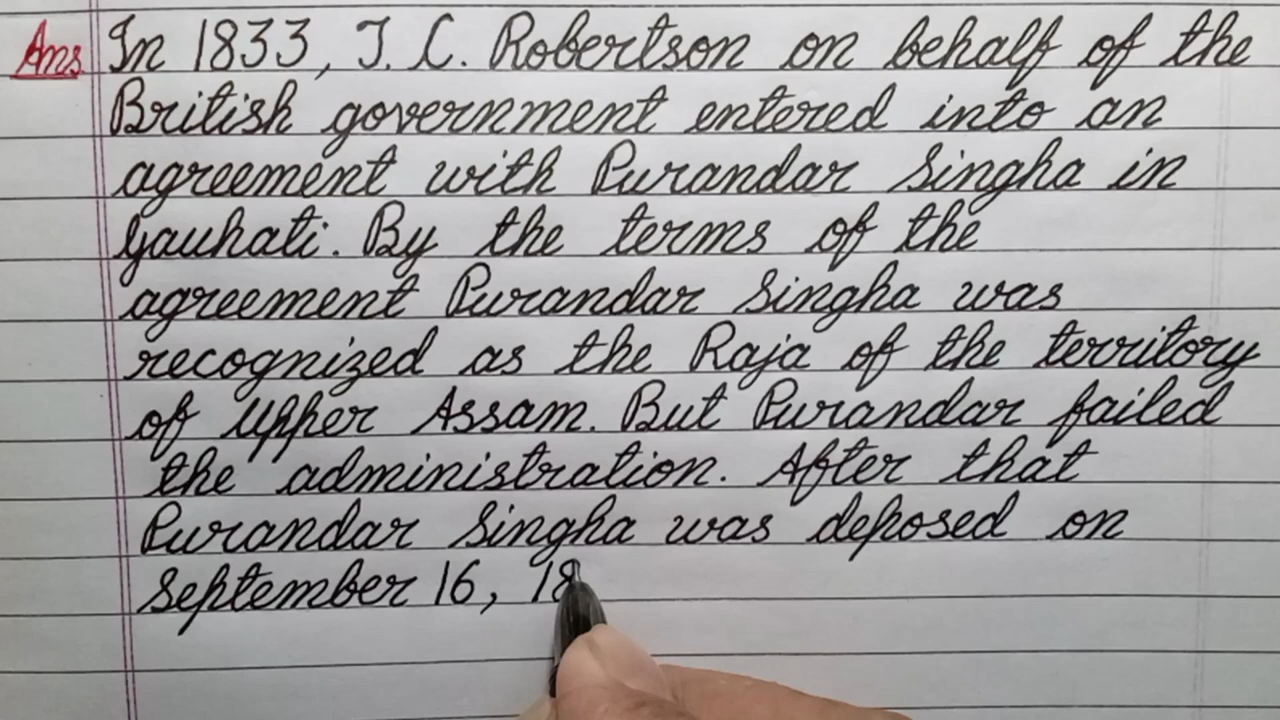 Ans In 1833, T. C. Robertson on behalf of the
British government entered into an
agreement with Purandar Singha in
Gauhati. By the terms of the
agreement Purandar Singha was
recognized as the Raja of the territory
of Upper Assam. But Purandar failed
the administration. After that
Purandar Singha was deposed on
September 16, 18